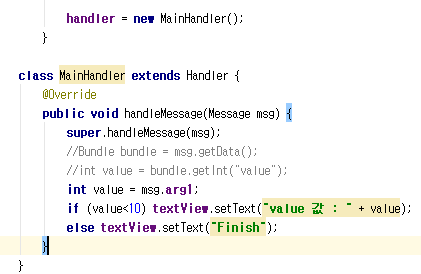 handler = new MainHandler();
}
class MainHandler extends Handler {
@Override
public void handleMessage(Message msg) {
super.handleMessage(msg);
//Bundle bundle = msg.getData();
//int value = bundle.getInt("value");
int value = msg.arg1;
if (value<10) textView.setText("value 값 : " + value);
else textView.setText("Finish");
}
}